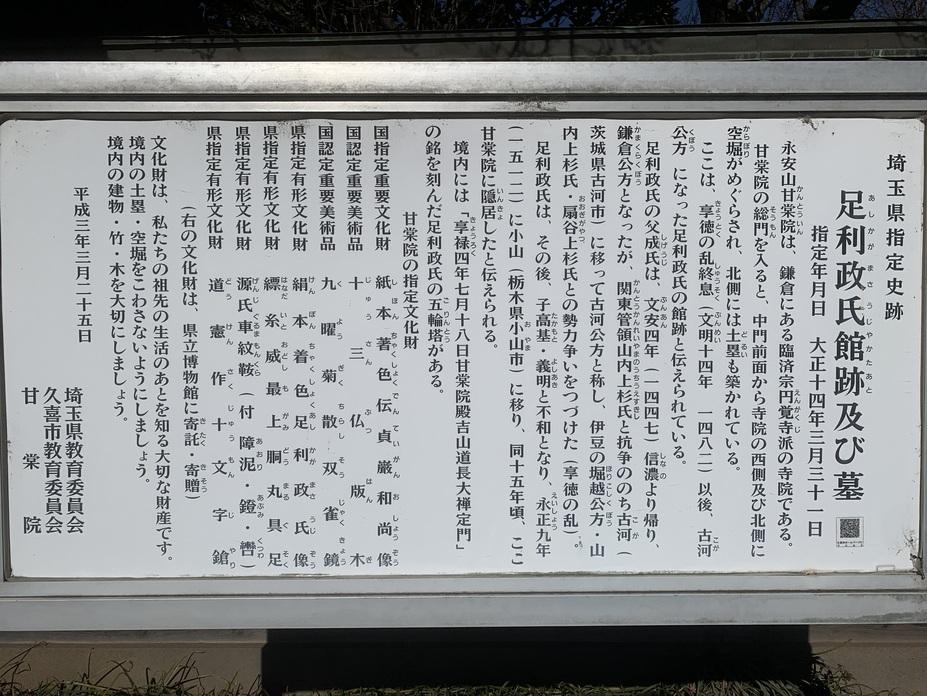 埼玉県指定史跡
足利政氏館跡及び墓
指定年月日　大正十四年三月三十一日
永安山甘棠院は、鎌倉にある臨済宗円覚寺派の寺院である。
甘棠院の総門を入ると、中門前面から寺院の西側及び北側に
空堀がめぐらされ、北側には土塁も築かれている。
ここは、享徳の乱終息（文明十四年　一四八二）以後、古河
公方　になった足利政氏の館跡と伝えられている。
足利政氏の父成氏は、文安四年（一四四七）信濃より帰り、
鎌倉公方となったが、関東管領山内上杉氏と抗争ののち古河（
茨城県古河市）に移って古河公方と称し、伊豆の堀越公方・山
内上杉氏・扇谷上杉氏との勢力争いをつづけた（享徳の乱）。
足利政氏は、その後、子高基・義明と不和となり、永正九年
（一五一二）に小山（栃木県小山市）に移り、同十五年頃、ここ
甘棠院に隠居したと伝えられる。
境内には「享禄四年七月十八日甘棠院殿吉山道長大禅定門」
の銘を刻んだ足利政氏の五輪塔がある。
甘棠院の指定文化財
国指定重要文化財　紙本著色伝貞巌和尚像
国認定重要美術品　十三仏版木
国認定重要美術品　九曜菊散双雀鏡
県指定有形文化財　絹本着色足利政氏像
県指定有形文化財　縹糸威最上胴丸具足
県指定有形文化財　源氏車紋鞍（付　障泥・鐙・轡）
県指定有形文化財　道憲作十文字鎗
（右の文化財は、県立博物館に寄託・寄贈）
文化財は、私たちの祖先の生活のあとを知る大切な財産です。
境内の土塁・空堀をこわさないようにしましょう。
境内の建物・竹・木を大切にしましょう。
平成三年三月二十五日
埼玉県教育委員会
久喜市教育委員会
甘棠院